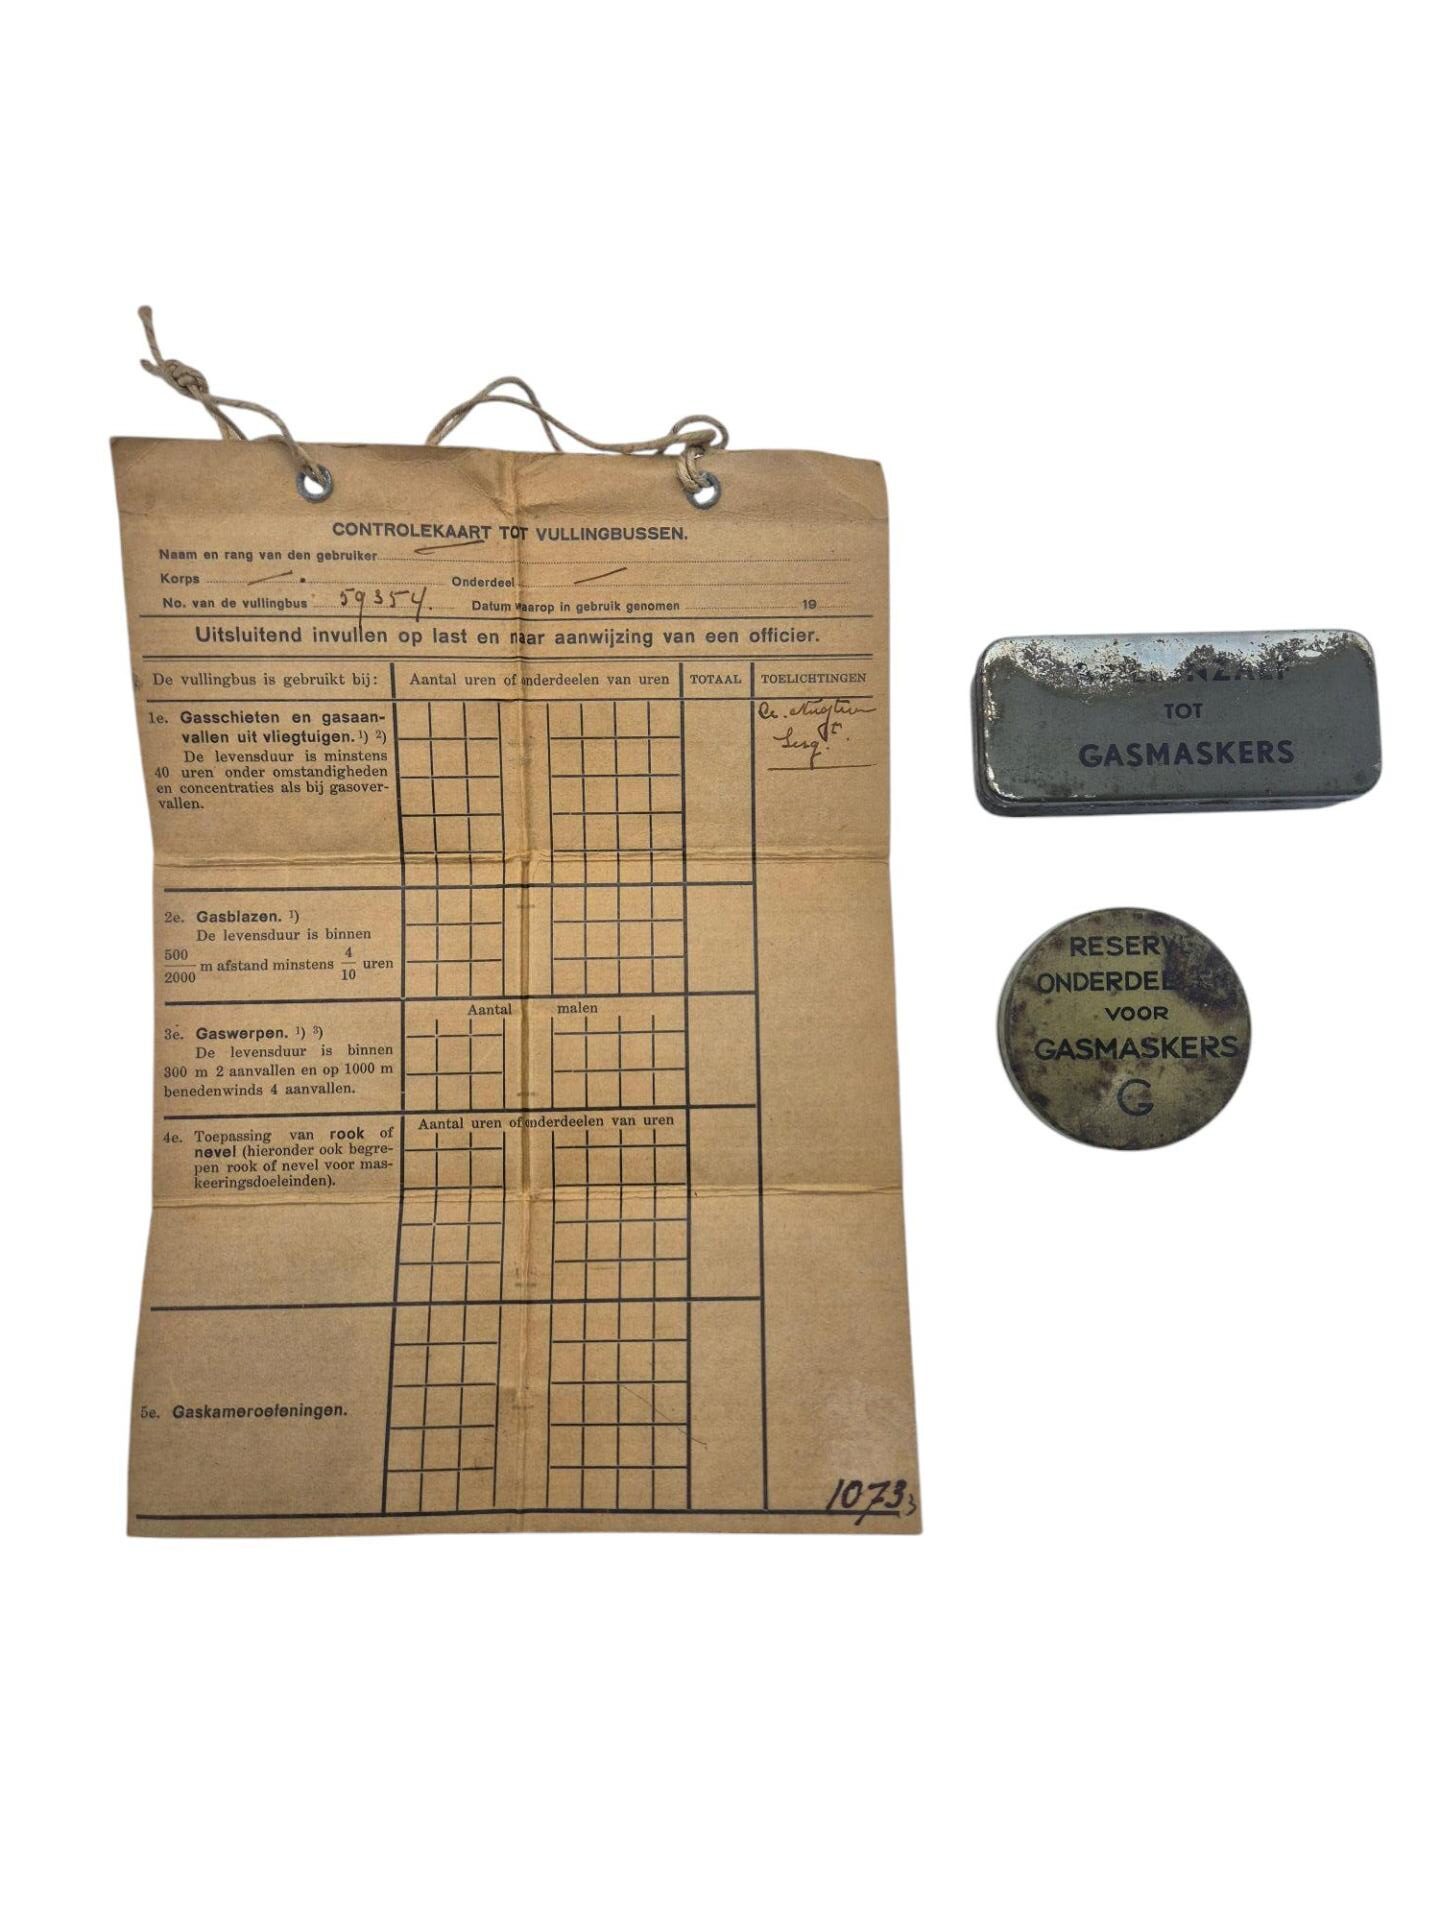 CONTROLEKAART TOT VULLINGBUSSEN.
Naam en rang van den gebruiker
Korps Onderdeel
No. van de vullingbus 59354. Datum waarop in gebruik genomen 19
Uitsluitend invullen op last en naar aanwijzing van een officier.
De vullingbus is gebruikt bij: Aantal uren of onderdeelen van uren TOTAAL TOELICHTINGEN
1e. Gasschieten en gasaan-
vallen uit vliegtuigen. 1) 2)
De levensduur is minstens
40 uren onder omstandigheden
en concentraties als bij gasover-
vallen.
2e. Gasblazen. 1)
De levensduur is binnen
500/2000 m afstand minstens 4/10 uren
Aantal malen
3e. Gaswerpen. 1) 3)
De levensduur is binnen
300 m 2 aanvallen en op 1000 m
benedenwinds 4 aanvallen.
Aantal uren of onderdeelen van uren
4e. Toepassing van rook of
nevel (hieronder ook begre-
pen rook of nevel voor mas-
keeringsdoeleinden).
5e. Gaskameroefeningen.
1073
TOT
GASMASKERS
RESERVE
ONDERDEEL
VOOR
GASMASKERS
G